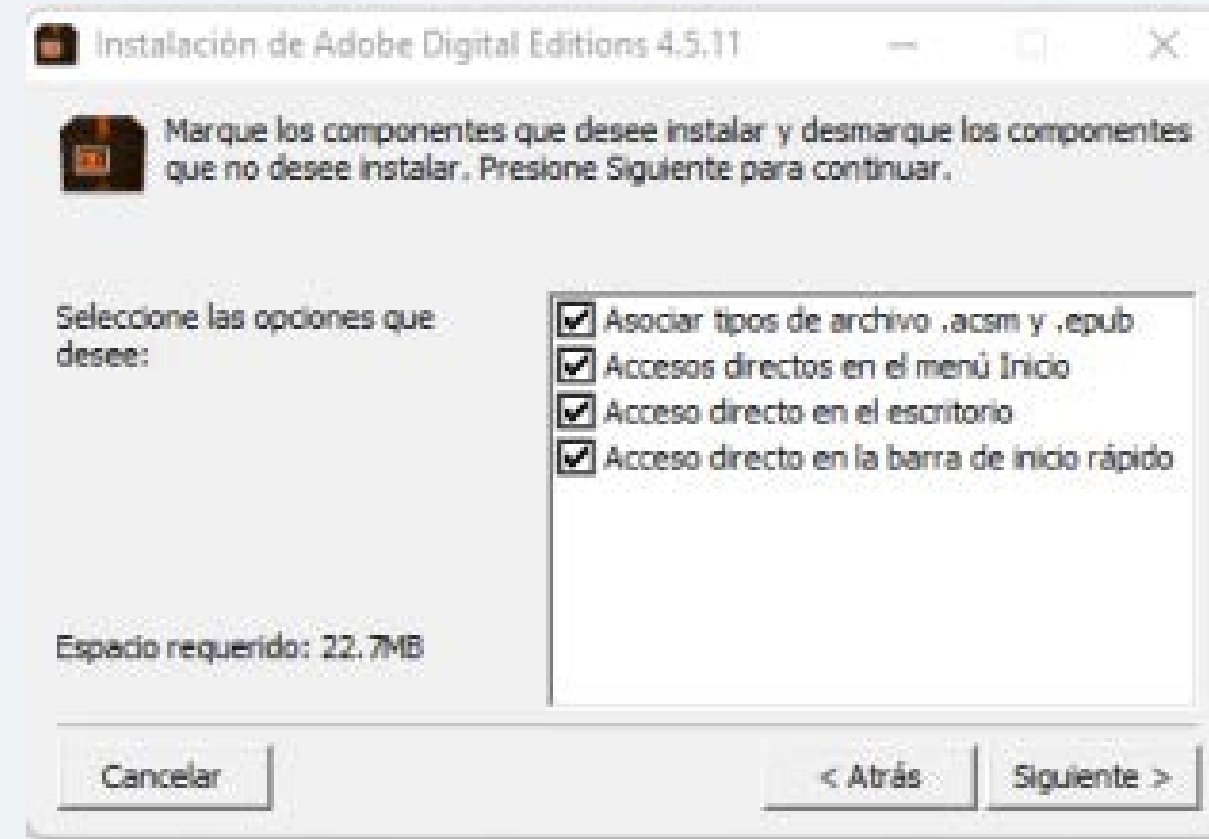 Instalación de Adobe Digital Editions 4.5.11
Marque los componentes que desee instalar y desmarque los componentes
que no desee instalar. Presione Siguiente para continuar.
Seleccione las opciones que
desee:
Asociar tipos de archivo .acsm y .epub
Accesos directos en el menú Inicio
Acceso directo en el escritorio
Acceso directo en la barra de inicio rápido
Espacio requerido: 22.7MB
Cancelar
< Atrás
Siguiente >